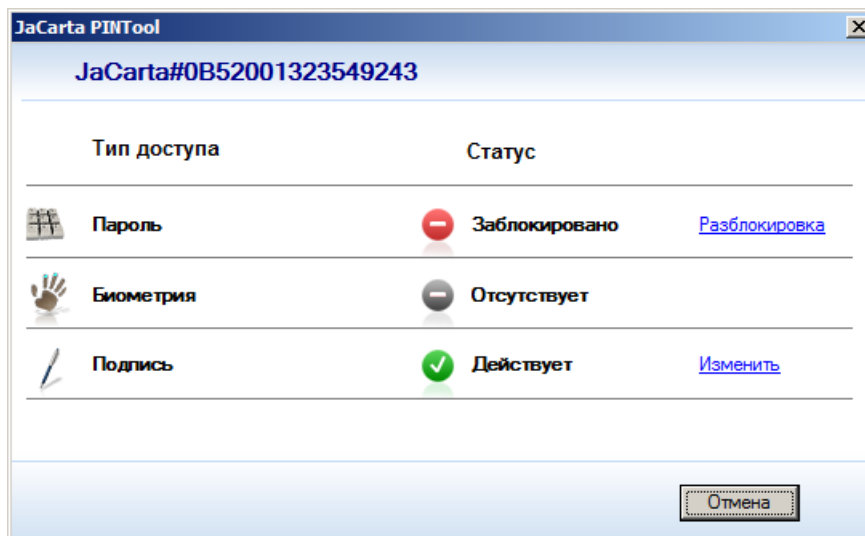 JaCarta PINTool
JaCarta#0B52001323549243
Тип доступа Статус
Пароль Заблокировано Разблокировка
Биометрия Отсутствует
Подпись Действует Изменить
Отмена